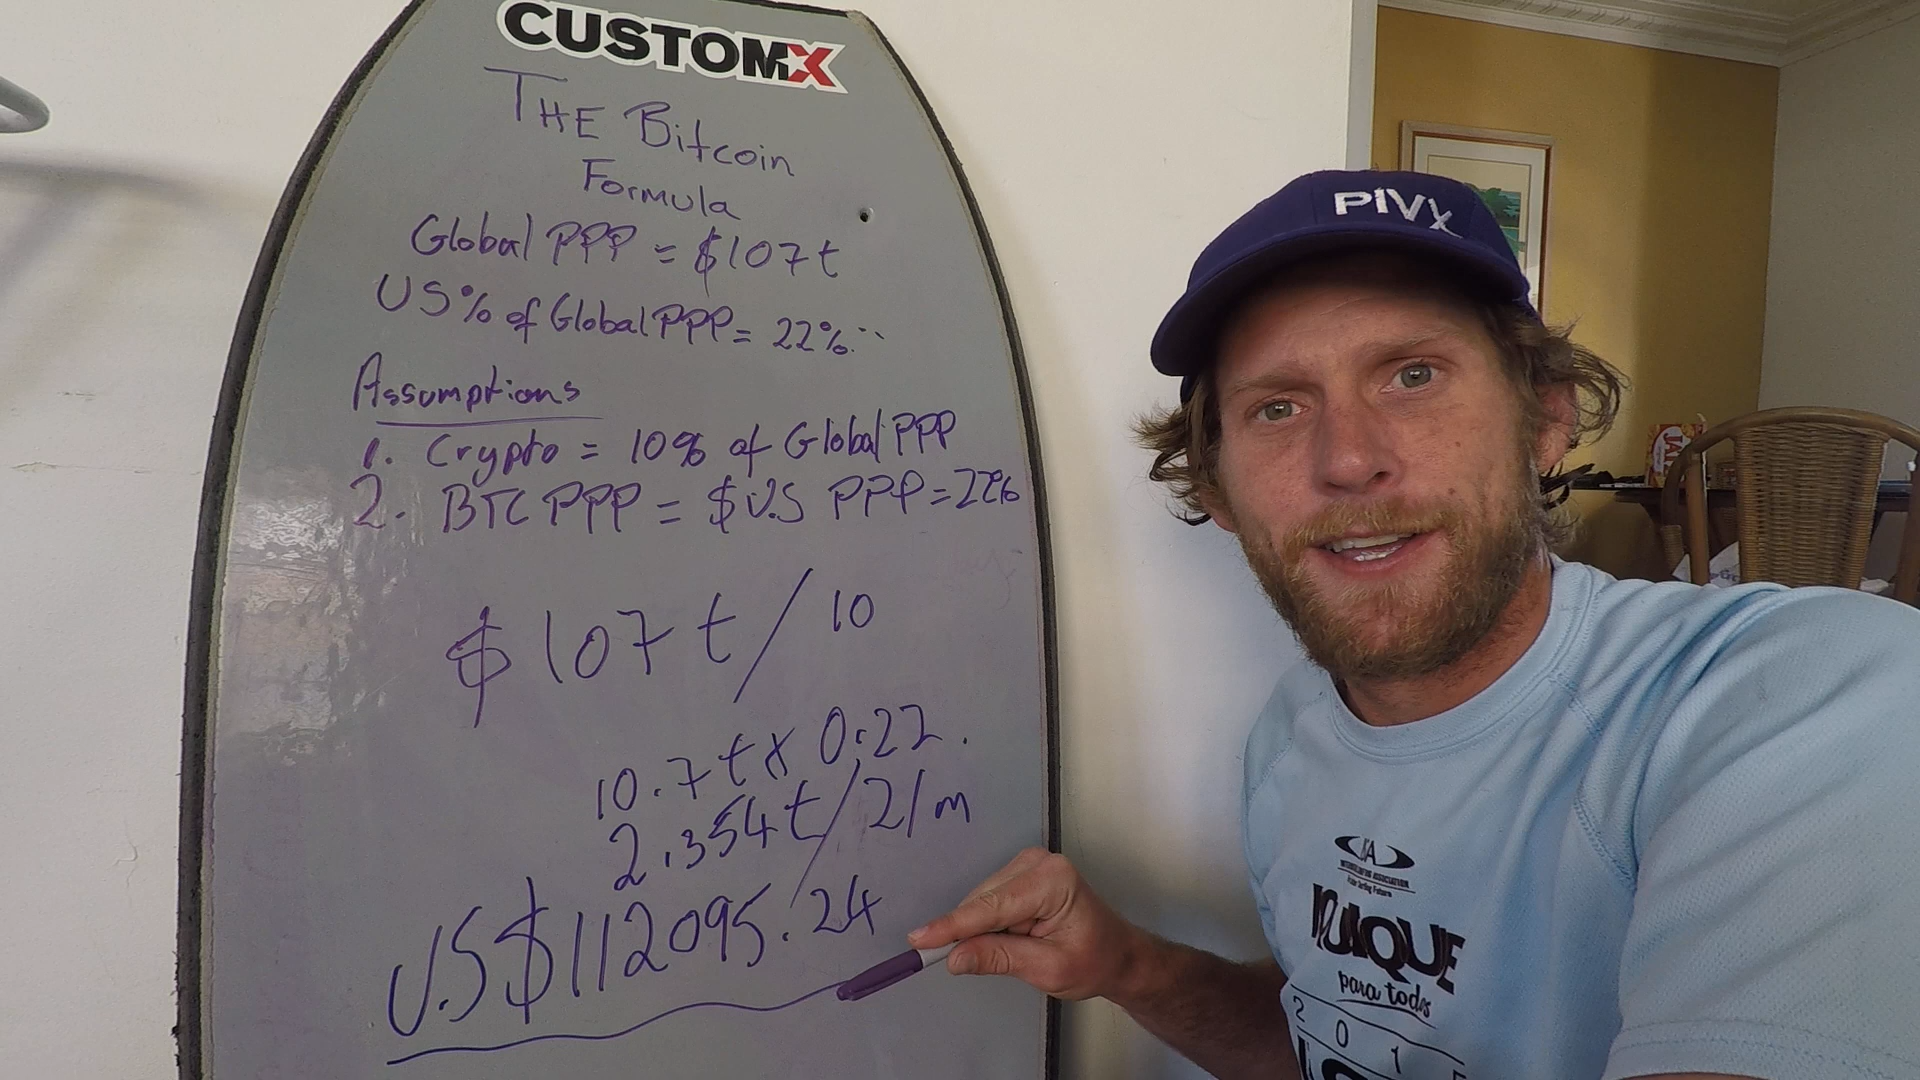 CUSTOMX
THE Bitcoin
Formula
Global PPP = $107t
US% of Global PPP = 22%
Assumptions
1. Crypto = 10% of Global PPP
2. BTC PPP = $U.S PPP = 22%
$107t/10
10.7t x 0.22.
2.354t/21m
U.S$112095.24
PIVX
IQUIQUE
para todos
2015